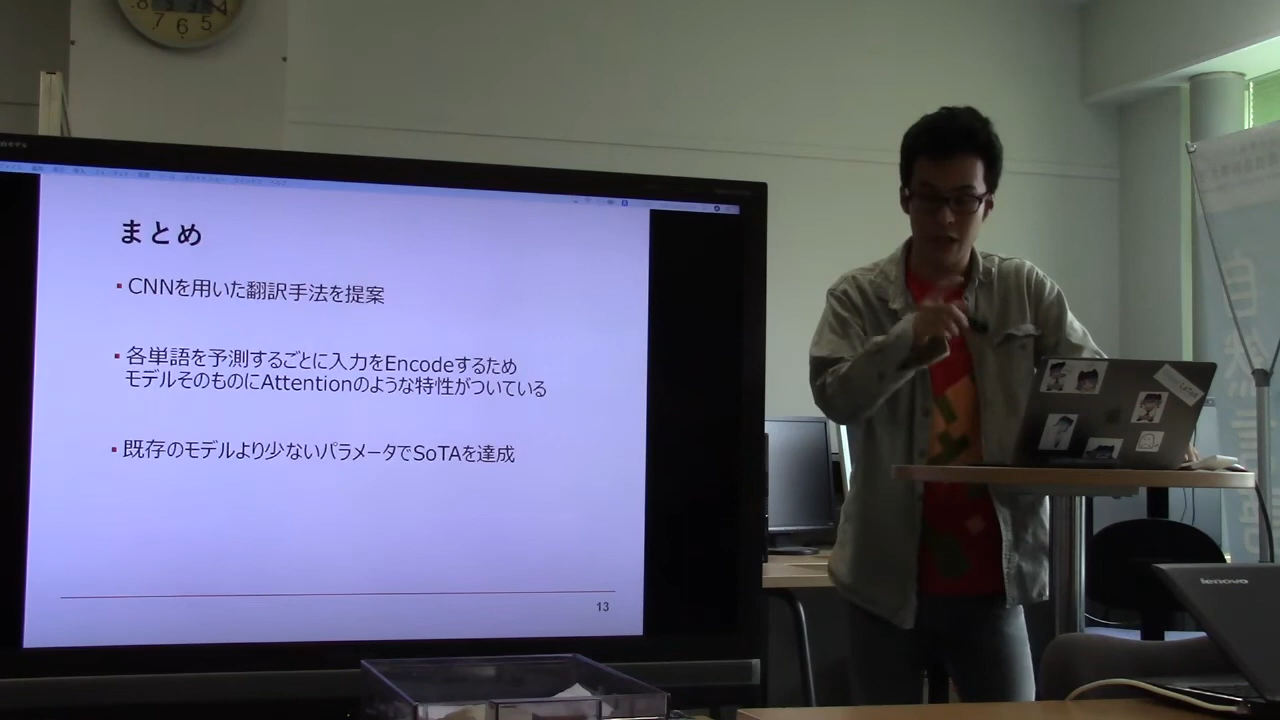 8
7
6
5
4
まとめ
▪CNNを用いた翻訳手法を提案
▪各単語を予測するごとに入力をEncodeするため
モデルそのものにAttentionのような特性がついている
▪既存のモデルより少ないパラメータでSoTAを達成
13
lenovo